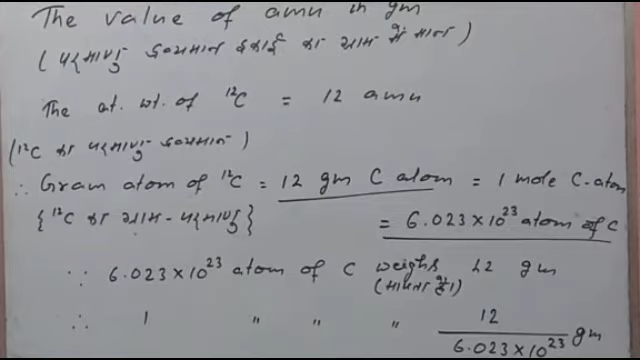 The value of amu in gm
(परमाणु द्रव्यमान इकाई का ग्राम में मान)
The at. wt. of ¹²C = 12 amu
(¹²C का परमाणु द्रव्यमान)
∴ Gram atom of ¹²C = 12 gm C atom = 1 mole C-atom
{¹²C का ग्राम-परमाणु} = 6.023×10²³ atom of C
∵ 6.023×10²³ atom of C weighs 12 gm
(मापता है।)
∴ 1 " " " 12/6.023×10²³ gm